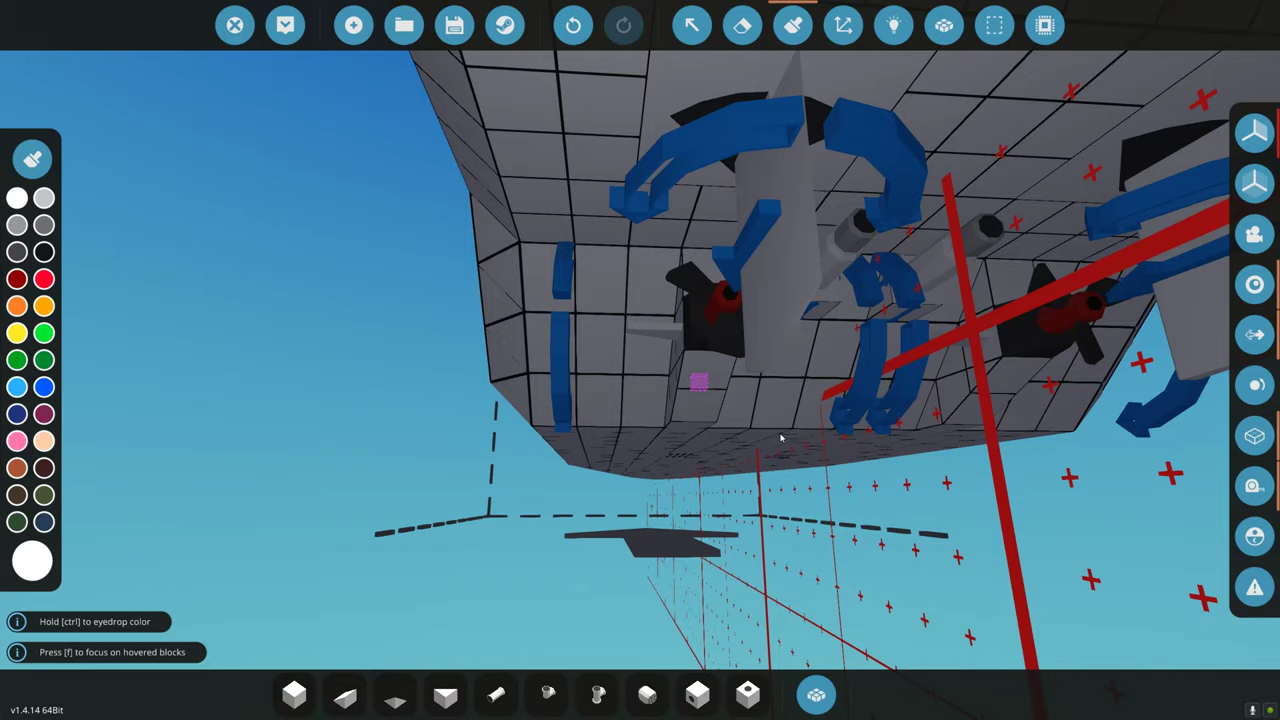 Hold [ctrl] to eyedrop color
Press [f] to focus on hovered blocks
v1.4.14 64Bit